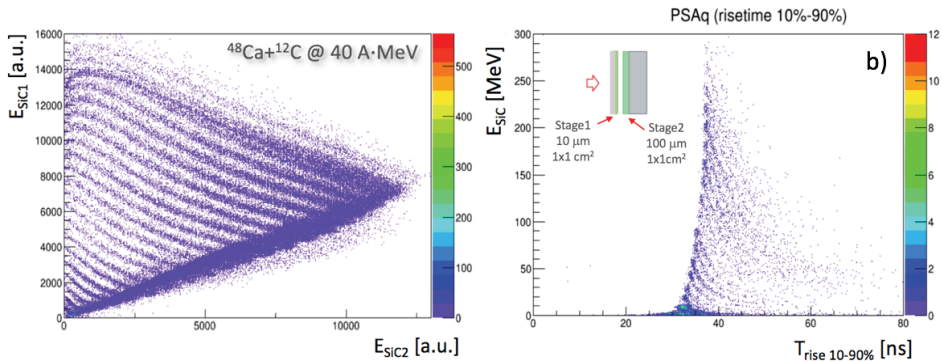 ⁴⁸Ca+¹²C @ 40 A·MeV
E_SiC1 [a.u.]
16000
14000
12000
10000
8000
6000
4000
2000
0
0
5000
10000
E_SiC2 [a.u.]
500
400
300
200
100
0
PSAq (risetime 10%-90%)
b)
E_SiC [MeV]
300
250
200
150
100
50
0
Stage1
10 μm
1x1 cm²
Stage2
100 μm
1x1cm²
0
20
40
60
80
T_rise 10-90% [ns]
12
10
8
6
4
2
0